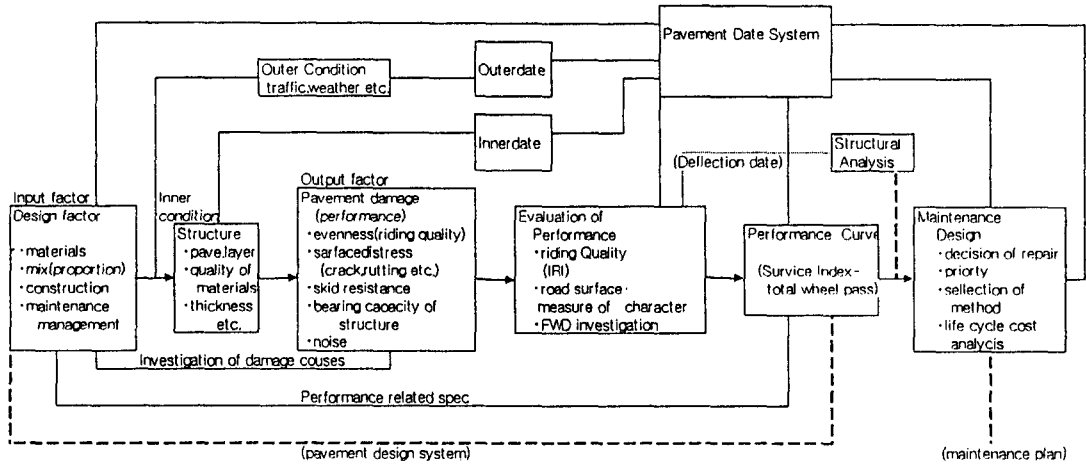 Pavement Date System
Outer Condition
traffic,weather etc.
Outerdate
Innerdate
(Deflection date)
Structural
Analysis
Input factor
Design factor
・materials
・mix(proportion)
・construction
・maintenance
management
Inner
condition
Structure
・pave.layer
・quality of
materials
・thickness
etc.
Output factor
Pavement damage
(performance)
・evenness(riding quality)
・sarfacedistress
(crack,rutting etc,)
・skid resistance
・bearing capacity of
structure
・noise
Evaluation of
Performance
・riding Quality
(IRI)
・road surface・
measure of character
・FWD investigation
Performance Curve
(Survice Index-
total wheel pass)
Maintenance
Design
・decision of repair
・priorty
・sellection of
method
・life cycle cost
analysis
Investigation of damage couses
Performance related spec
(pavement design system)
(maintenance plan)